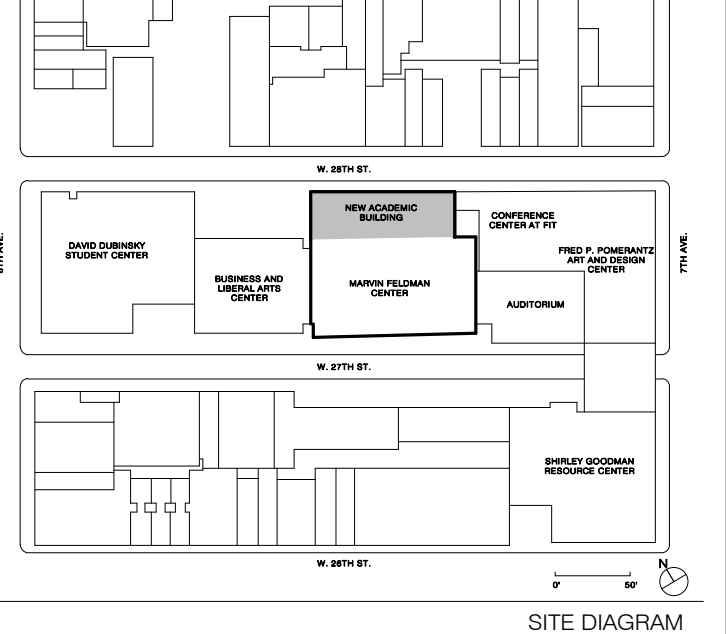 W. 28TH ST.
NEW ACADEMIC
BUILDING
CONFERENCE
CENTER AT FIT
DAVID DUBINSKY
STUDENT CENTER
FRED P. POMERANTZ
ART AND DESIGN
CENTER
7TH AVE.
AVE.
BUSINESS AND
LIBERAL ARTS
CENTER
MARVIN FELDMAN
CENTER
AUDITORIUM
W. 27TH ST.
SHIRLEY GOODMAN
RESOURCE CENTER
W. 26TH ST.
N
0'
50'
SITE DIAGRAM